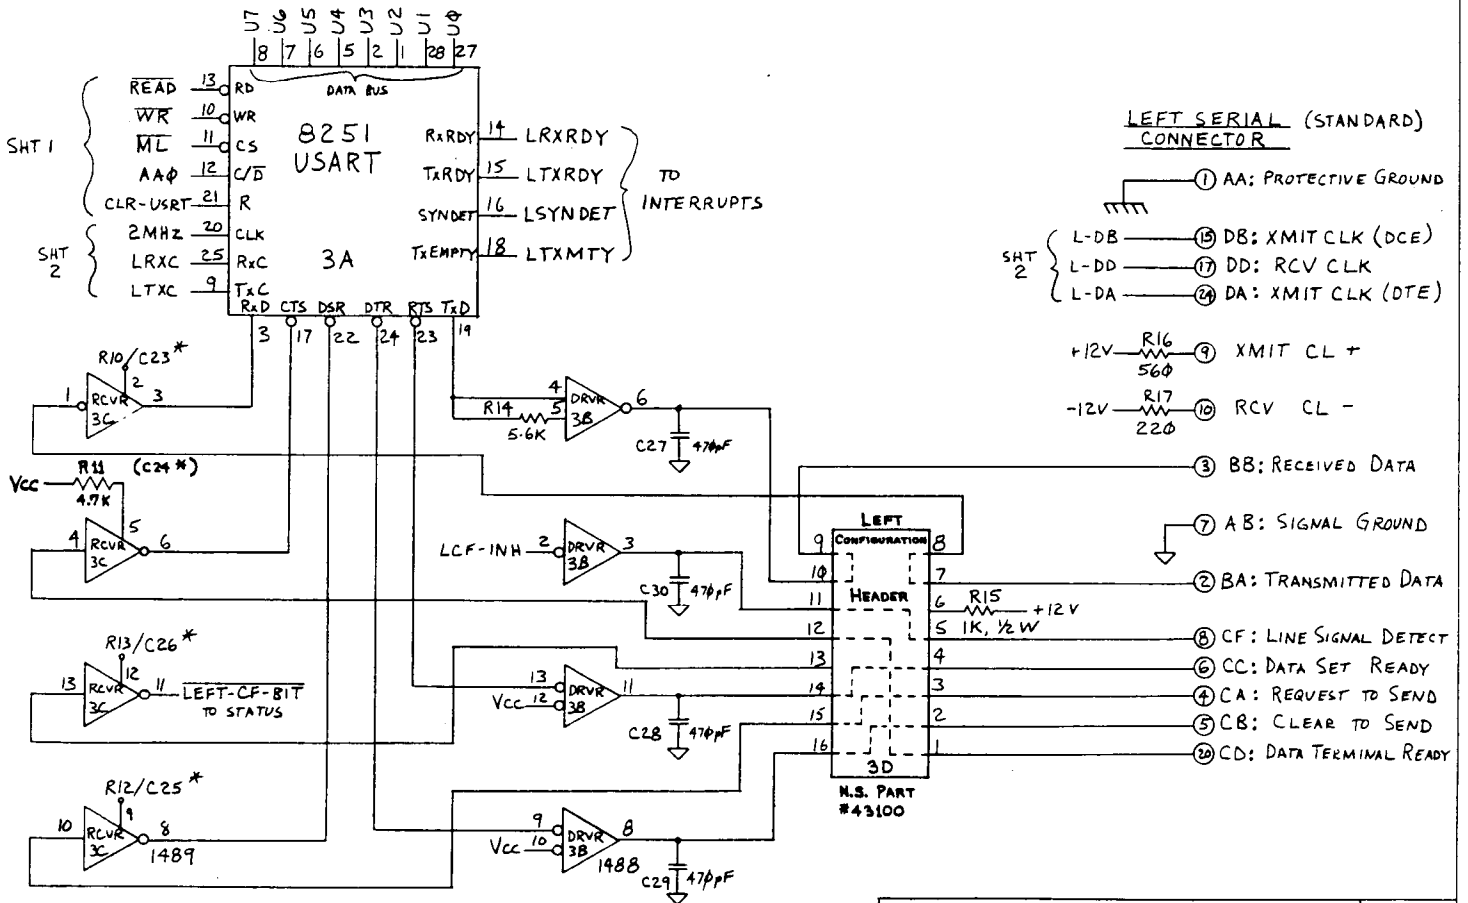 U7 U6 U5 U4 U3 U2 U1 UØ
8 7 6 5 2 1 28 27
DATA BUS
8251
USART
3A
SHT 1
READ 13 RD
WR 10 WR
ML 11 CS
AAØ 12 C/D
CLR-USRT 21 R
SHT
2
2MHZ 20 CLK
LRXC 25 RxC
LTXC 9 TxC
RxRDY 14 LRXRDY
TxRDY 15 LTXRDY
SYNDET 16 LSYNDET
TxEMPTY 18 LTXMTY
TO
INTERRUPTS
RxD CTS DSR DTR RTS TxD
3 17 22 24 23 19
R10/C23*
1 RCVR 2 3
3C
R11 (C24*)
Vcc
4.7K
4 RCVR 5 6
3C
R13/C26*
13 RCVR 12 11 LEFT-CF-BIT
3C
TO STATUS
R12/C25*
10 RCVR 9 8
3C
1489
R14
5.6K
4 5 DRVR 6
3B
C27 47ØpF
LCF-INH 2 DRVR 3
3B
C30 47ØpF
13 DRVR 11
Vcc 12 3B
C28 47ØpF
9 DRVR 8
Vcc 10 3B
1488
C29 47ØpF
LEFT
CONFIGURATION
HEADER
9 8
1Ø 7
11 6
12 5
13 4
14 3
15 2
16 1
3D
N.S. PART
#43100
R15
+12V
1K, ½W
LEFT SERIAL (STANDARD)
CONNECTOR
1 AA: PROTECTIVE GROUND
SHT
2
L-DB 15 DB: XMIT CLK (DCE)
L-DD 17 DD: RCV CLK
L-DA 24 DA: XMIT CLK (DTE)
+12V R16 9 XMIT CL +
56Ø
-12V R17 10 RCV CL -
22Ø
3 BB: RECEIVED DATA
7 AB: SIGNAL GROUND
2 BA: TRANSMITTED DATA
8 CF: LINE SIGNAL DETECT
6 CC: DATA SET READY
4 CA: REQUEST TO SEND
5 CB: CLEAR TO SEND
20 CD: DATA TERMINAL READY